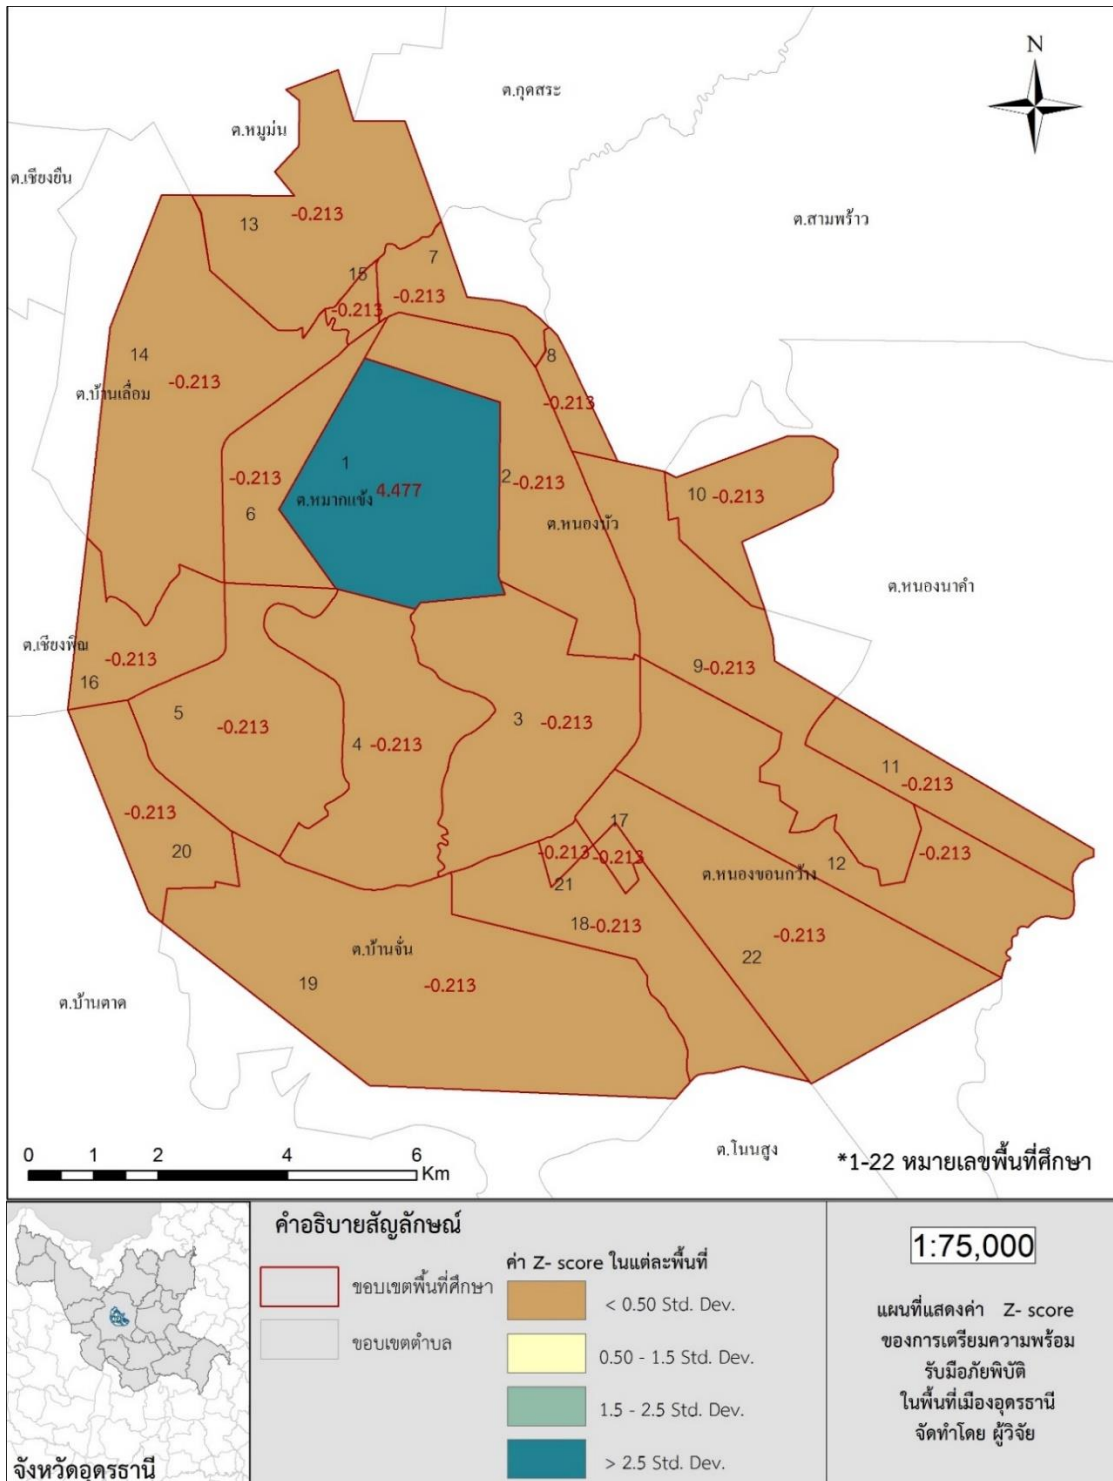 N
ต.กุดสระ
ต.หมูม่น
ต.เชียงยืน
ต.สามพร้าว
13
-0.213
7
15
-0.213
-0.213
14
-0.213
ต.บ้านเลื่อม
8
-0.213
1
4.477
ต.หมากแข้ง
-0.213
6
2
-0.213
ต.หนองบัว
10
-0.213
ต.หนองนาคำ
ต.เชียงพิณ
-0.213
16
9
-0.213
5
-0.213
4
-0.213
3
-0.213
11
-0.213
-0.213
20
17
-0.213
-0.213
21
12
-0.213
ต.หนองขอนกว้าง
18
-0.213
-0.213
22
ต.บ้านจั่น
19
-0.213
ต.บ้านตาด
ต.โนนสูง
0 1 2 4 6
Km
*1-22 หมายเลขพื้นที่ศึกษา
จังหวัดอุดรธานี
คำอธิบายสัญลักษณ์
ขอบเขตพื้นที่ศึกษา
ขอบเขตตำบล
ค่า Z- score ในแต่ละพื้นที่
< 0.50 Std. Dev.
0.50 - 1.5 Std. Dev.
1.5 - 2.5 Std. Dev.
> 2.5 Std. Dev.
1:75,000
แผนที่แสดงค่า Z- score
ของการเตรียมความพร้อม
รับมือภัยพิบัติ
ในพื้นที่เมืองอุดรธานี
จัดทำโดย ผู้วิจัย